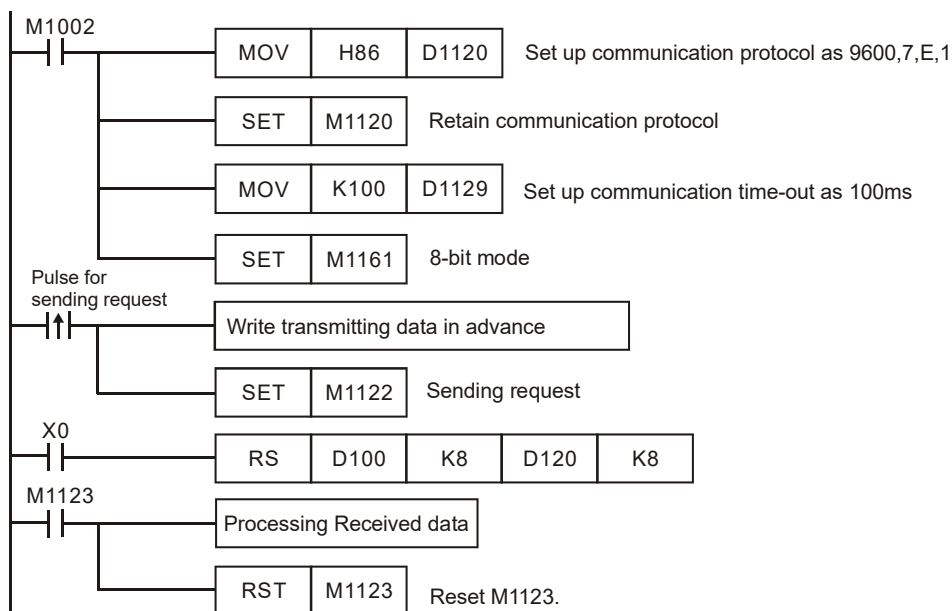 M1002
MOV H86 D1120 Set up communication protocol as 9600,7,E,1
SET M1120 Retain communication protocol
MOV K100 D1129 Set up communication time-out as 100ms
SET M1161 8-bit mode
Pulse for
sending request
Write transmitting data in advance
SET M1122 Sending request
X0
RS D100 K8 D120 K8
M1123
Processing Received data
RST M1123 Reset M1123.